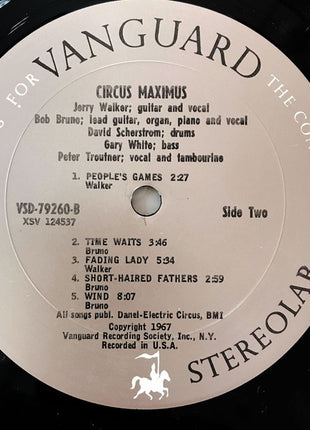 S FOR VANGUARD THE CO
CIRCUS MAXIMUS
Jerry Walker; guitar and vocal
Bob Bruno; lead guitar, organ, piano and vocal
David Scherstrom; drums
Gary White; bass
Peter Troutner; vocal and tambourine
1. PEOPLE'S GAMES 2:27
Walker
VSD-79260-B
XSV 124537
Side Two
2. TIME WAITS 3:46
Bruno
3. FADING LADY 5:34
Walker
4. SHORT-HAIRED FATHERS 2:59
Bruno
5. WIND 8:07
Bruno
All songs publ. Danel-Electric Circus, BMI
Copyright 1967
Vanguard Recording Society, Inc., N.Y.
Recorded in U.S.A.
STEREOLAB